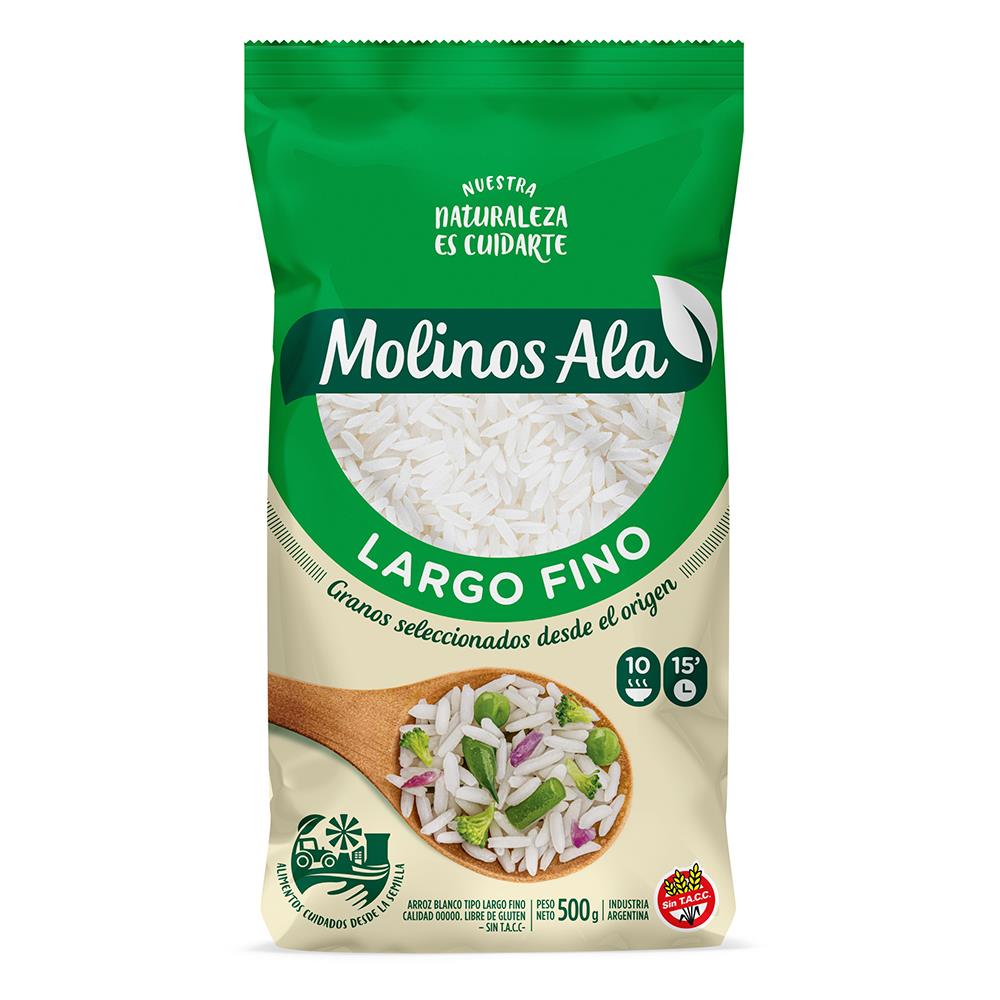 NUESTRA
NATURALEZA
ES CUIDARTE
Molinos Ala
LARGO FINO
Granos seleccionados desde el origen
10
15'
ALIMENTOS CUIDADOS DESDE LA SEMILLA
ARROZ BLANCO TIPO LARGO FINO
CALIDAD 00000. LIBRE DE GLUTEN
- SIN T.A.C.C-
PESO
NETO 500g
INDUSTRIA
ARGENTINA
Sin T.A.C.C.